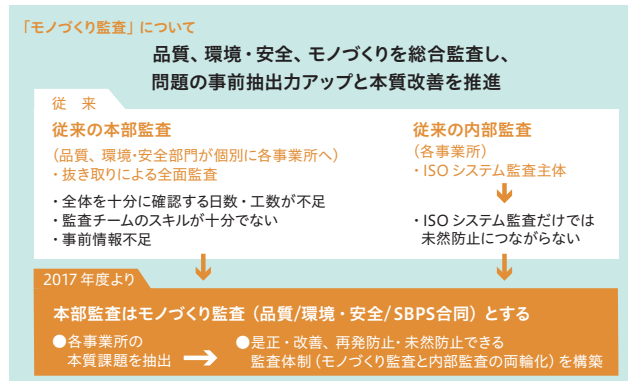 「モノづくり監査」について
品質、環境・安全、モノづくりを総合監査し、
問題の事前抽出力アップと本質改善を推進
従　来
従来の本部監査
（品質、環境・安全部門が個別に各事業所へ）
・抜き取りによる全面監査
・全体を十分に確認する日数・工数が不足
・監査チームのスキルが十分でない
・事前情報不足
従来の内部監査
（各事業所）
・ISO システム監査主体
・ISO システム監査だけでは
未然防止につながらない
2017 年度より
本部監査はモノづくり監査（品質/環境・安全/SBPS合同）とする
●各事業所の
本質課題を抽出
●是正・改善、再発防止・未然防止できる
監査体制（モノづくり監査と内部監査の両輪化）を構築